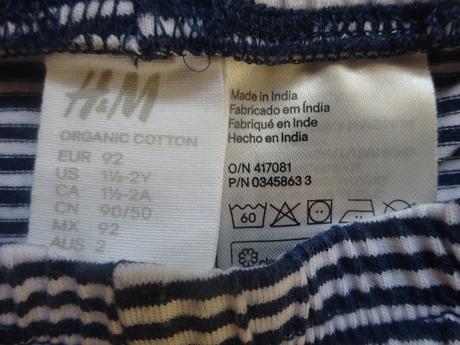 H&M
ORGANIC COTTON
EUR 92
US 1½-2Y
CA 1½-2A
CN 90/50
MX 92
AUS 2
Made in India
Fabricado em Índia
Fabriqué en Inde
Hecho en India
O/N 417081
P/N 0345863 3
60